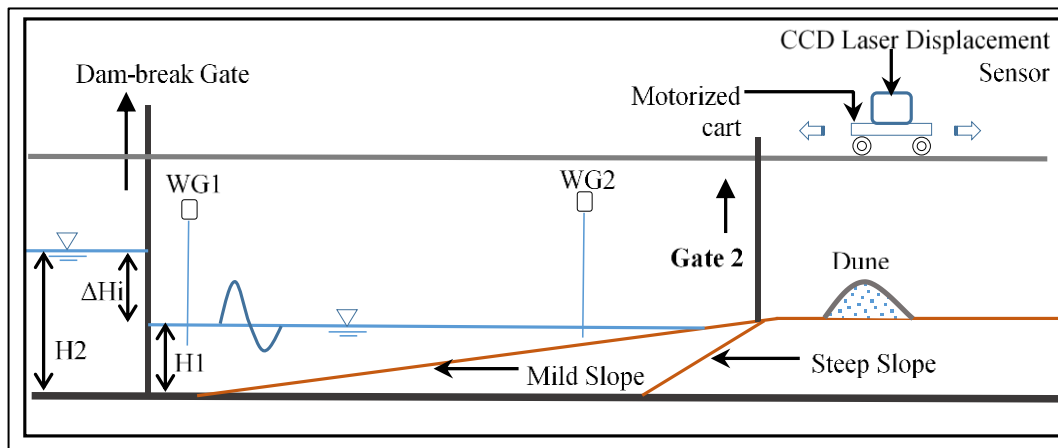 CCD Laser Displacement
Sensor
Dam-break Gate
Motorized
cart
WG1
WG2
Gate 2
Dune
ΔHi
H2
H1
Mild Slope
Steep Slope